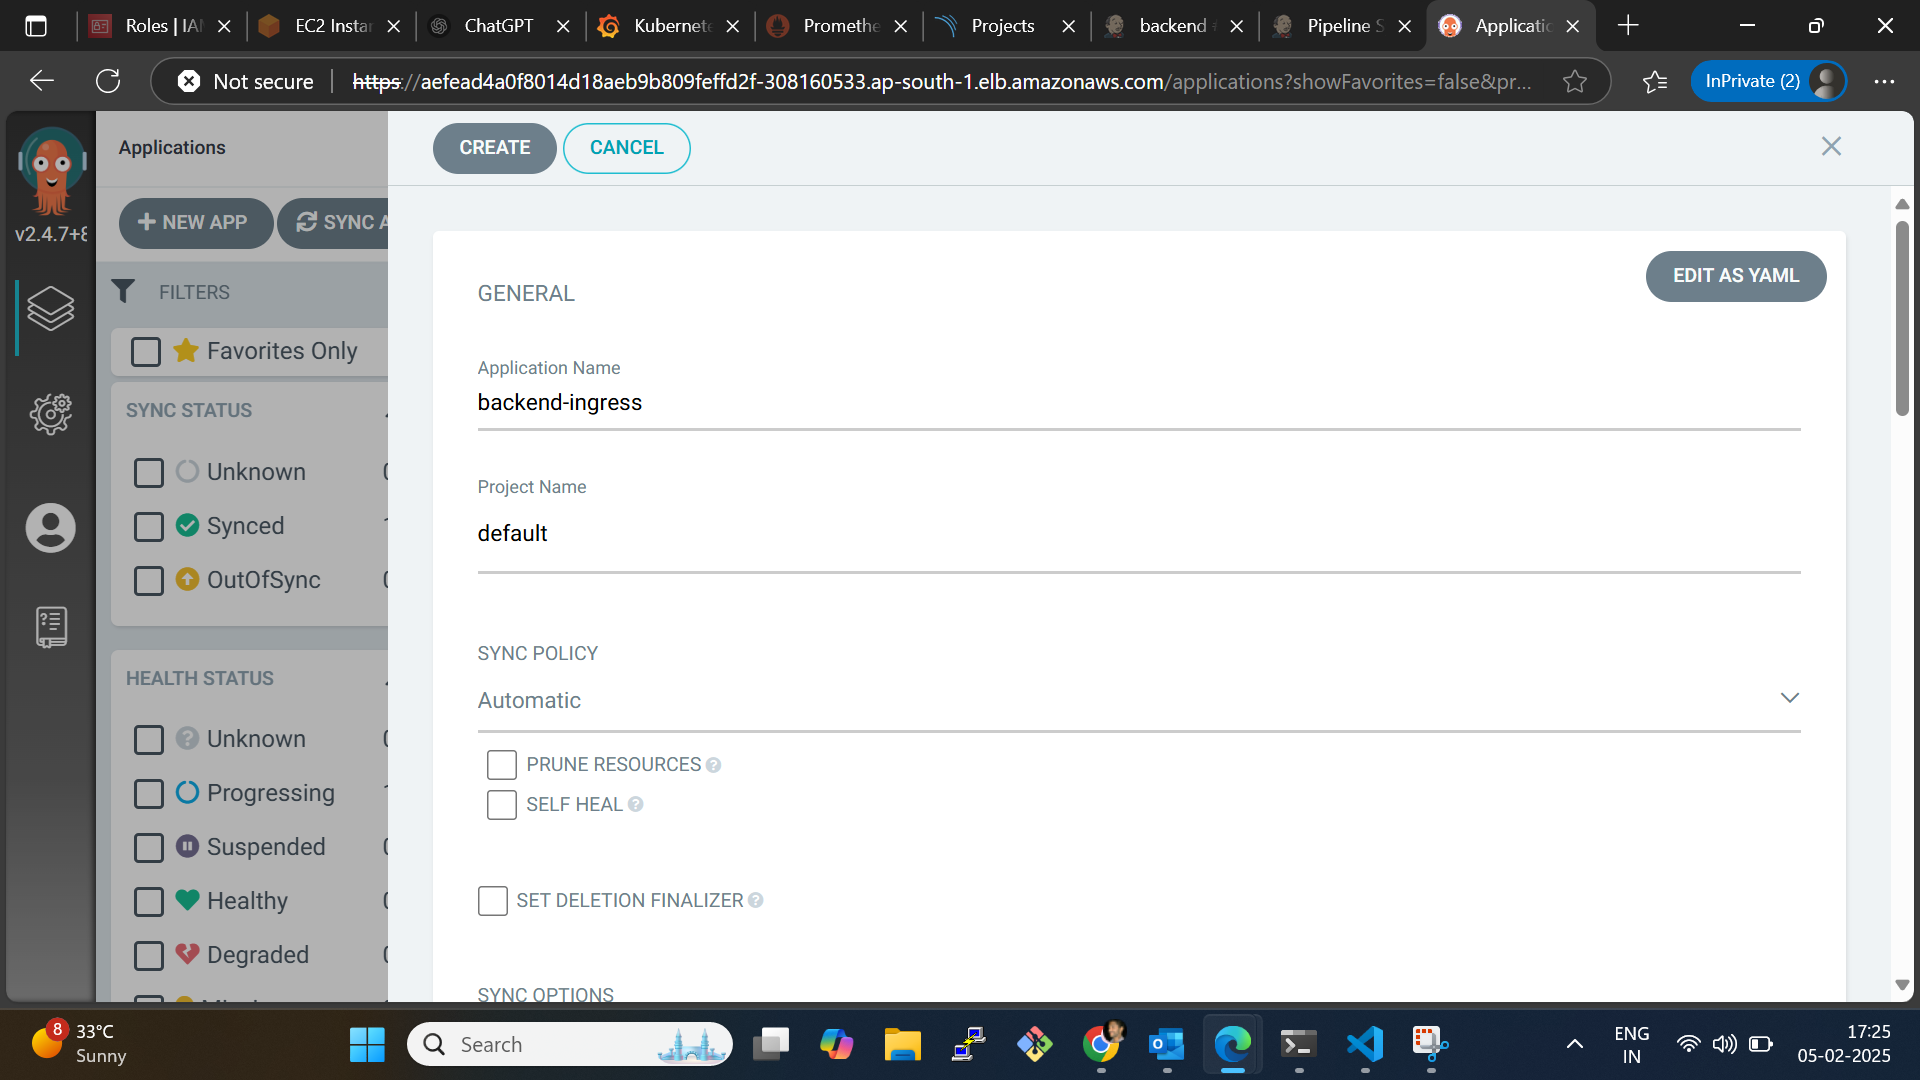 Roles | IAM
EC2 Instar
ChatGPT
Kubernete
Promethe
Projects
backend
Pipeline S
Applicatio
Not secure
https://aefead4a0f8014d18aeb9b809feffd2f-308160533.ap-south-1.elb.amazonaws.com/applications?showFavorites=false&pr...
InPrivate (2)
v2.4.7+8
Applications
NEW APP
SYNC A
FILTERS
Favorites Only
SYNC STATUS
Unknown
Synced
OutOfSync
HEALTH STATUS
Unknown
Progressing
Suspended
Healthy
Degraded
CREATE
CANCEL
EDIT AS YAML
GENERAL
Application Name
backend-ingress
Project Name
default
SYNC POLICY
Automatic
PRUNE RESOURCES
SELF HEAL
SET DELETION FINALIZER
SYNC OPTIONS
8
33°C
Sunny
Search
ENG
IN
17:25
05-02-2025